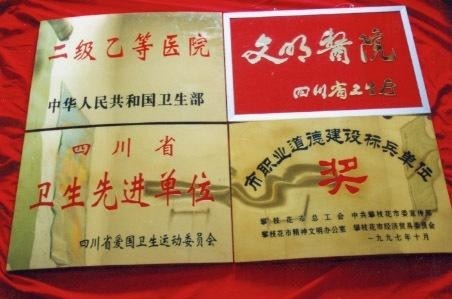 二级乙等医院
中华人民共和国卫生部
文明醫院
四川省卫生厅
四川省
卫生先进单位
四川省爱国卫生运动委员会
市职业道德建设标兵单位
奖
攀枝花市总工会 中共攀枝花市委宣传部
攀枝花市精神文明办公室 攀枝花市经济贸易委员会
一九九七年十月